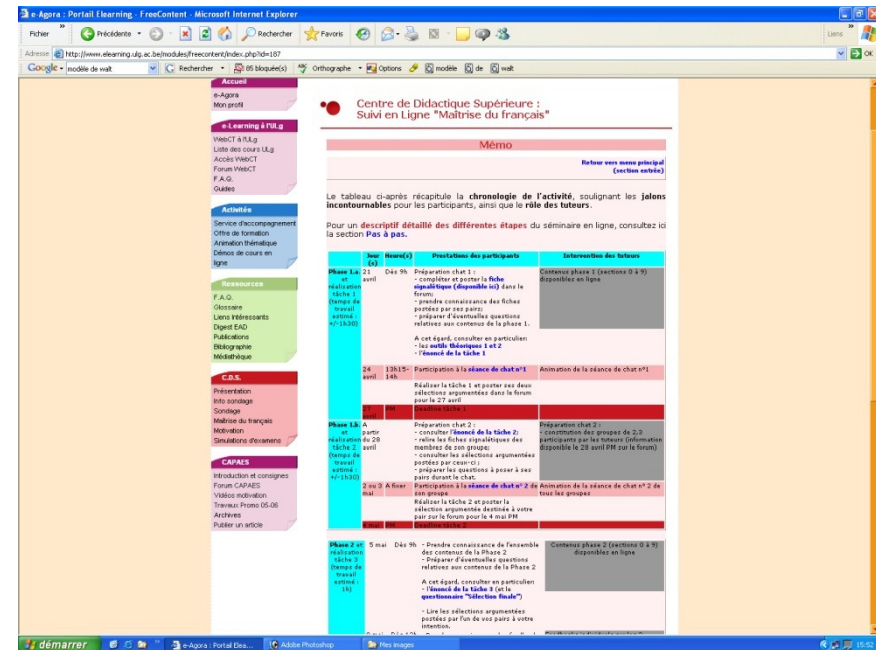 e-Agora : Portail Elearning - FreeContent - Microsoft Internet Explorer
Fichier
Précédente
Rechercher
Favoris
Liens
Adresse
http://www.elearning.ulg.ac.be/modules/freecontent/index.php?id=187
OK
Google
modèle de walt
Rechercher
85 bloquée(s)
Orthographe
Options
modèle
de
walt
Accueil
e-Agora
Mon profil
e-Learning à l'ULg
WebCT à l'ULg
Liste des cours ULg
Accès WebCT
Forum WebCT
F.A.Q.
Guides
Activités
Service d'accompagnement
Offre de formation
Animation thématique
Démos de cours en
ligne
Ressources
F.A.Q.
Glossaire
Liens Intéressants
Digest EAD
Publications
Bibliographie
Médiathèque
C.D.S.
Présentation
Info sondage
Sondage
Maîtrise du français
Motivation
Simulations d'examens
CAPAES
Introduction et consignes
Forum CAPAES
Vidéos motivation
Travaux Promo 05-06
Archives
Publier un article
Centre de Didactique Supérieure :
Suivi en Ligne "Maîtrise du français"
Mémo
Retour vers menu principal
(section entrée)
Le tableau ci-après récapitule la chronologie de l'activité, soulignant les jalons
incontournables pour les participants, ainsi que le rôle des tuteurs.
Pour un descriptif détaillé des différentes étapes du séminaire en ligne, consultez ici
la section Pas à pas.
Jour
(s)
Heure(s)
Prestations des participants
Intervention des tuteurs
Phase 1.a.
et
réalisation
tâche 1
(temps de
travail
estimé :
+/-1h30)
21
avril
Dès 9h
Préparation chat 1 :
- compléter et poster la fiche
signalétique (disponible ici) dans le
forum;
- prendre connaissance des fiches
postées par ses pairs;
- préparer d'éventuelles questions
relatives aux contenus de la phase 1.
A cet égard, consulter en particulier:
- les outils théoriques 1 et 2
- l'énoncé de la tâche 1
Contenus phase 1 (sections 0 à 9)
disponibles en ligne
24
avril
13h15-
14h
Participation à la séance de chat n°1
Animation de la séance de chat n°1
Réaliser la tâche 1 et poster ses deux
sélections argumentées dans le forum
pour le 27 avril
27
avril
PM
Deadline tâche 1
Phase 1.b.
et
réalisation
tâche 2
(temps de
travail
estimé :
+/-1h30)
A
partir
du 28
avril
Préparation chat 2 :
- consulter l'énoncé de la tâche 2;
- relire les fiches signalétiques des
membres de son groupe;
- consulter les sélections argumentées
postées par ceux-ci ;
- préparer les questions à poser à ses
pairs durant le chat.
Préparation chat 2 :
- constitution des groupes de 2,3
participants par les tuteurs (information
disponible le 28 avril PM sur le forum)
2 ou 3
mai
A fixer
Participation à la séance de chat n° 2 de
son groupe
Animation de la séance de chat n° 2 de
tous les groupes
Réaliser la tâche 2 et poster la
sélection argumentée destinée à votre
pair sur le forum pour le 4 mai PM
4 mai
PM
Deadline tâche 2
Phase 2 et
réalisation
tâche 3
(temps de
travail
estimé :
1h)
5 mai
Dès 9h
- Prendre connaissance de l'ensemble
des contenus de la Phase 2
- Préparer d'éventuelles questions
relatives aux contenus de la Phase 2
A cet égard, consulter en particulier:
- l'énoncé de la tâche 3 (et le
questionnaire "Sélection finale")
- Lire les sélections argumentées
postées par l'un de vos pairs à votre
intention.
Contenus phase 2 (sections 0 à 9)
disponibles en ligne
démarrer
e-Agora : Portail Elea...
Adobe Photoshop
Mes images
15:52